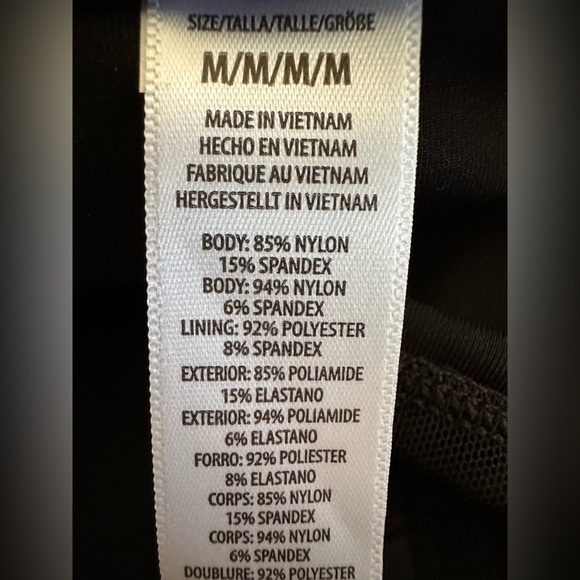 SIZE/TALLA/TALLE/GRÖßE
M/M/M/M
MADE IN VIETNAM
HECHO EN VIETNAM
FABRIQUE AU VIETNAM
HERGESTELLT IN VIETNAM
BODY: 85% NYLON
15% SPANDEX
BODY: 94% NYLON
6% SPANDEX
LINING: 92% POLYESTER
8% SPANDEX
EXTERIOR: 85% POLIAMIDE
15% ELASTANO
EXTERIOR: 94% POLIAMIDE
6% ELASTANO
FORRO: 92% POLIESTER
8% ELASTANO
CORPS: 85% NYLON
15% SPANDEX
CORPS: 94% NYLON
6% SPANDEX
DOUBLURE: 92% POLYESTER